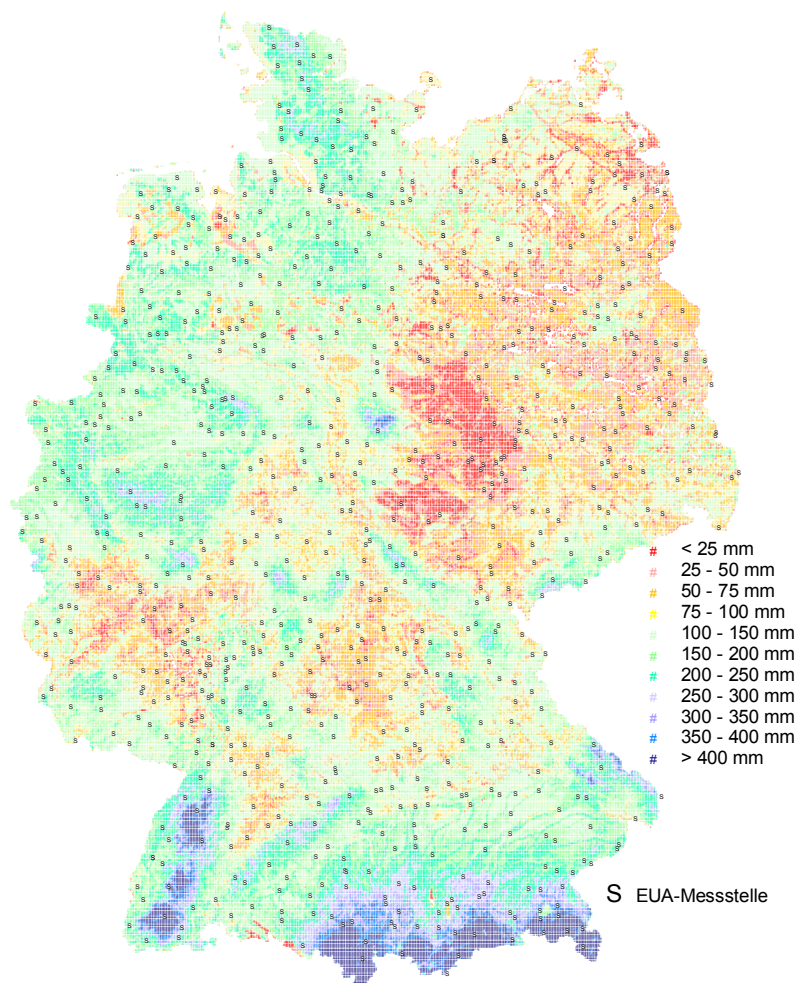 # < 25 mm
# 25 - 50 mm
# 50 - 75 mm
# 75 - 100 mm
# 100 - 150 mm
# 150 - 200 mm
# 200 - 250 mm
# 250 - 300 mm
# 300 - 350 mm
# 350 - 400 mm
# > 400 mm
S EUA-Messstelle